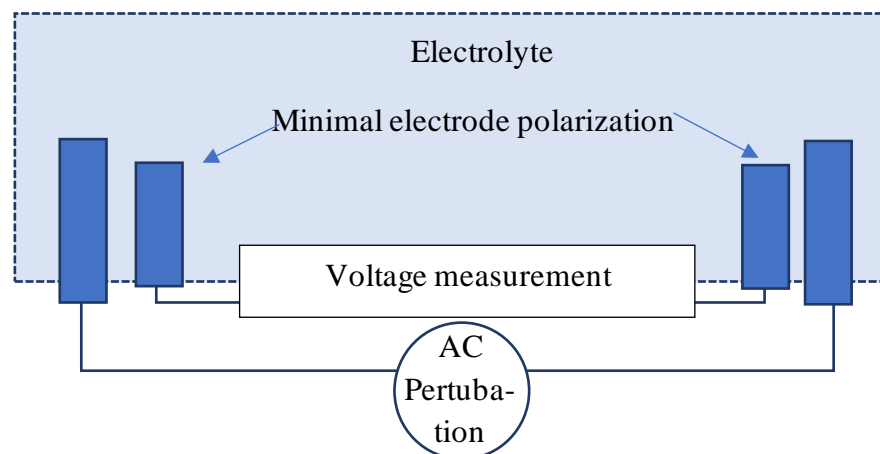 Electrolyte
Minimal electrode polarization
Voltage measurement
AC
Pertuba-
tion